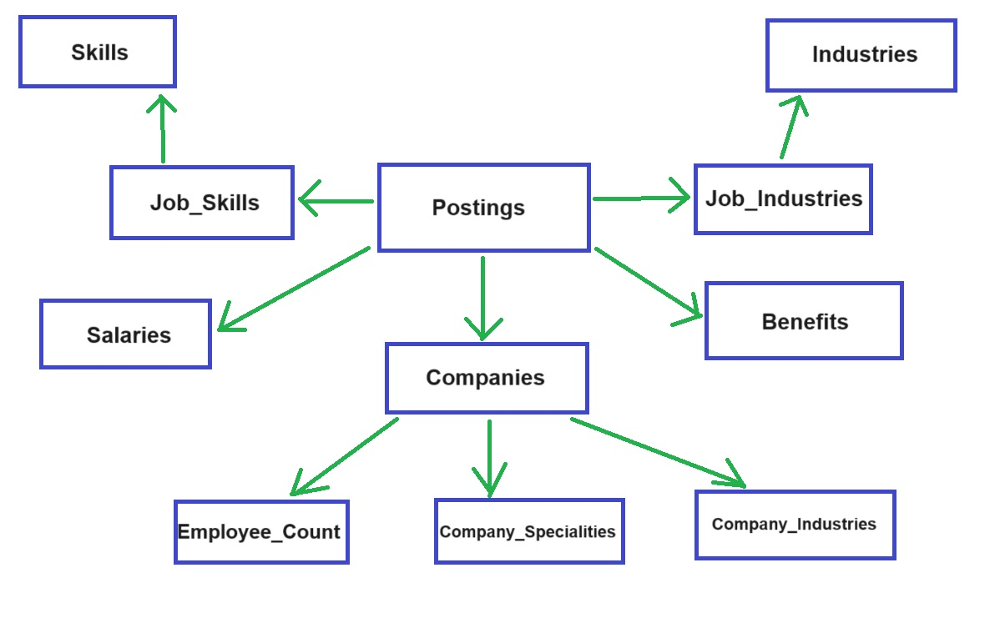 Skills
Industries
Job_Skills
Postings
Job_Industries
Salaries
Benefits
Companies
Employee_Count
Company_Specialities
Company_Industries